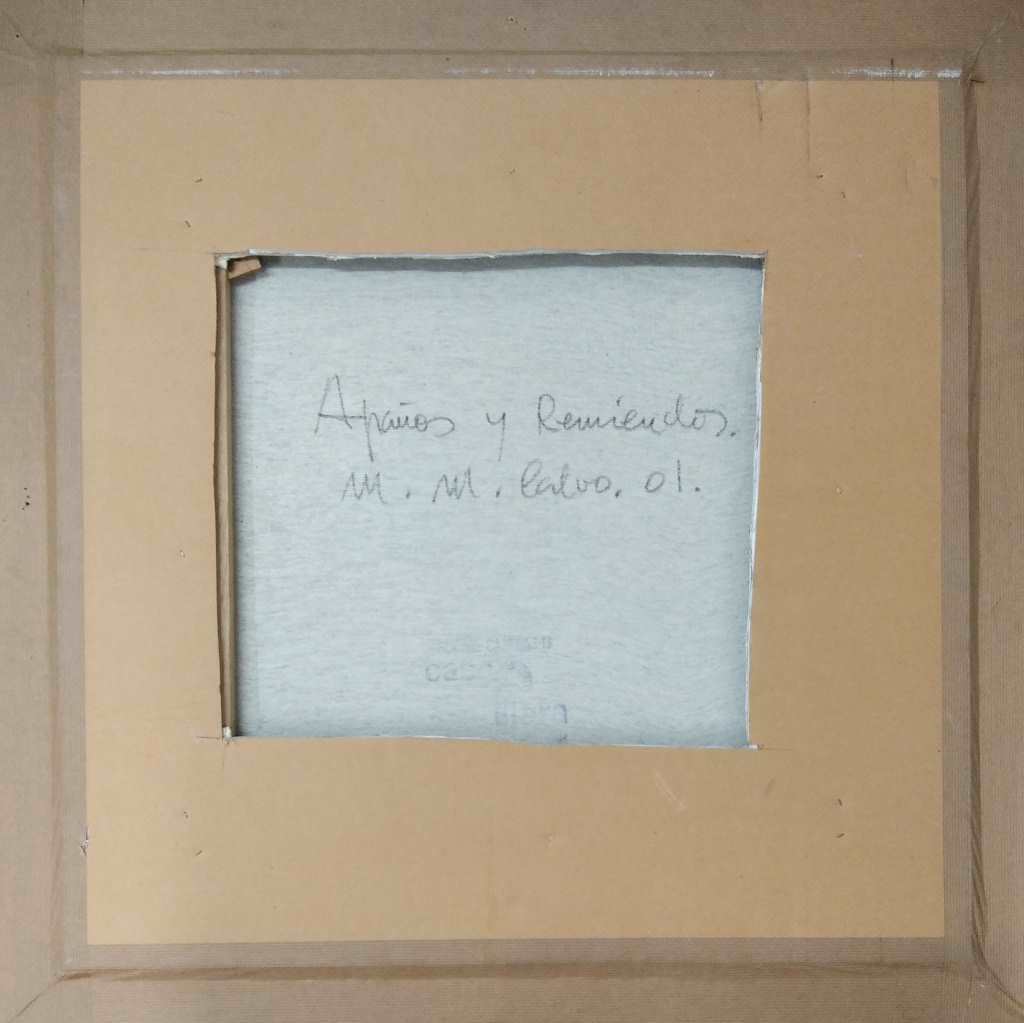 Apaños y Remiendos.
M. M. Calvo. 01.